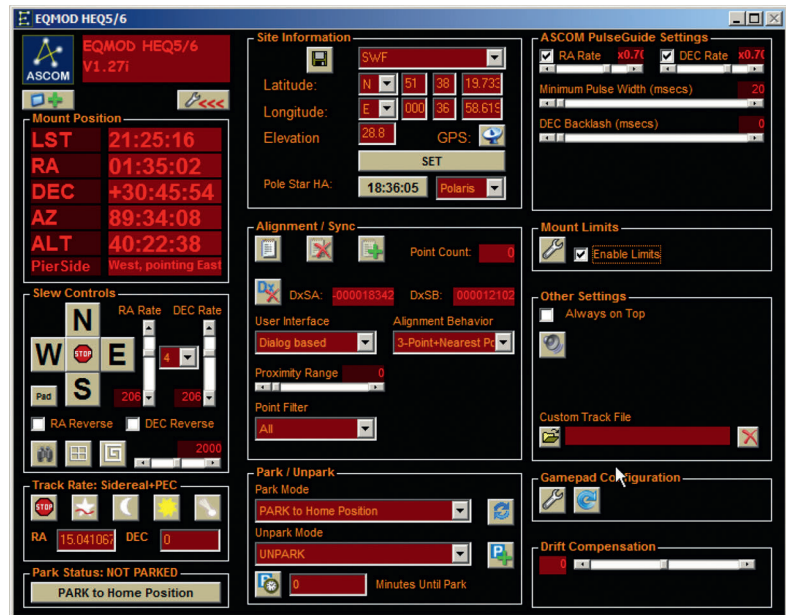 EQMOD HEQ5/6
ASCOM
EQMOD HEQ5/6
V1.27i
<<<
Mount Position
LST 21:25:16
RA 01:35:02
DEC +30:45:54
AZ 89:34:08
ALT 40:22:38
PierSide West, pointing East
Slew Controls
RA Rate DEC Rate
N
W STOP E 4
S
Pad 206 206
RA Reverse DEC Reverse
2000
Track Rate: Sidereal+PEC
STOP
RA 15.041067 DEC 0
Park Status: NOT PARKED
PARK to Home Position
Site Information
SWF
Latitude: N 51 38 19.733
Longitude: E 000 36 58.619
Elevation 28.8 GPS:
SET
Pole Star HA: 18:36:05 Polaris
Alignment / Sync
Point Count: 0
Dx DxSA: -000018342 DxSB: 000012102
User Interface Alignment Behavior
Dialog based 3-Point+Nearest Po
Proximity Range 0
Point Filter
All
Park / Unpark
Park Mode
PARK to Home Position
Unpark Mode
UNPARK
P
P 0 Minutes Until Park
ASCOM PulseGuide Settings
RA Rate x0.70 DEC Rate x0.70
Minimum Pulse Width (msecs) 20
DEC Backlash (msecs) 0
Mount Limits
Enable Limits
Other Settings
Always on Top
Custom Track File
Gamepad Configuration
Drift Compensation
0